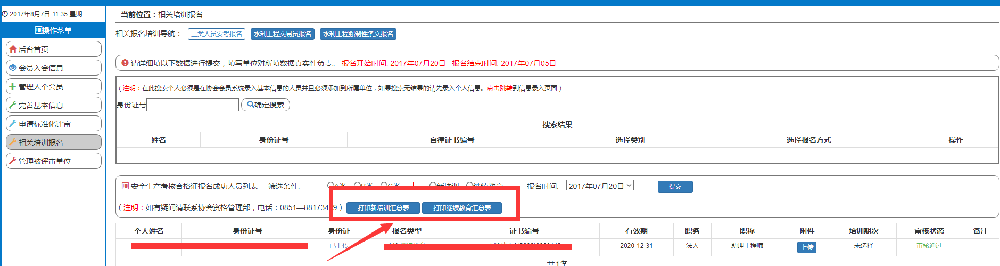 2017年8月7日 11:35 星期一
操作菜单
后台首页
会员入会信息
管理人个会员
完善基本信息
申请标准化评审
相关培训报名
管理被评审单位
当前位置：相关培训报名
相关报名培训导航： 三类人员安考报名 水利工程交易员报名 水利工程强制性条文报名
请详细填以下数据进行提交，填写单位对所填数据真实性负责。 报名开始时间: 2017年07月20日 报名结束时间: 2017年07月05日
（注明：在此搜索个人必须是在协会会员系统录入基本信息的人员并且必须添加到所属单位，如果搜索无结果的请先录入个人信息。点击跳转到信息录入页面）
身份证号 确定搜索
搜索结果
姓名 身份证号 自律证书编号 选择类别 选择报名方式 操作
安全生产考核合格证报名成功人员列表 筛选条件: A类 B类 C类 新培训 继续教育 报名时间: 2017年07月20日 提交
（注明：如有疑问请联系协会资格管理部，电话：0851—88173 9） 打印新培训汇总表 打印继续教育汇总表
个人姓名 身份证号 身份证 报名类型 证书编号 有效期 职务 职称 附件 培训期次 审核状态 备注
已上传 2020-12-31 法人 助理工程师 上传 未选择 审核通过
共1条